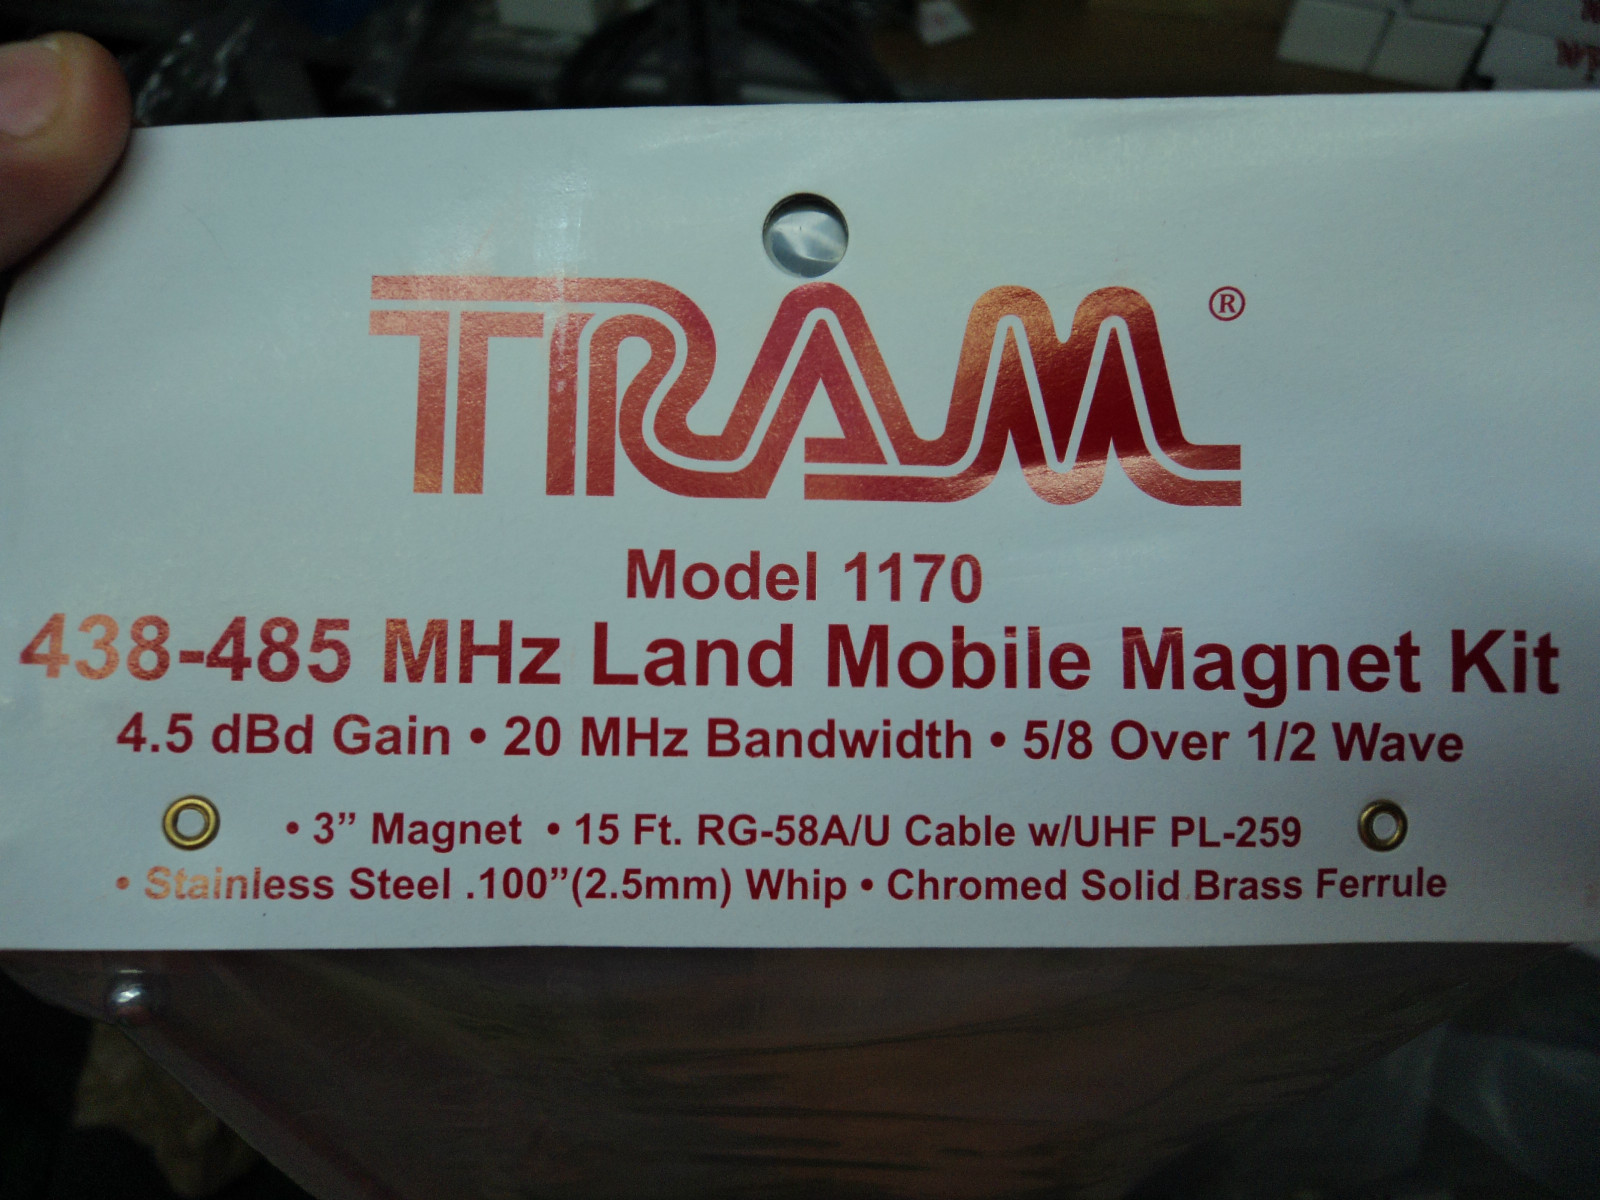 TRAM ®
Model 1170
438-485 MHz Land Mobile Magnet Kit
4.5 dBd Gain • 20 MHz Bandwidth • 5/8 Over 1/2 Wave
• 3” Magnet • 15 Ft. RG-58A/U Cable w/UHF PL-259
• Stainless Steel .100”(2.5mm) Whip • Chromed Solid Brass Ferrule